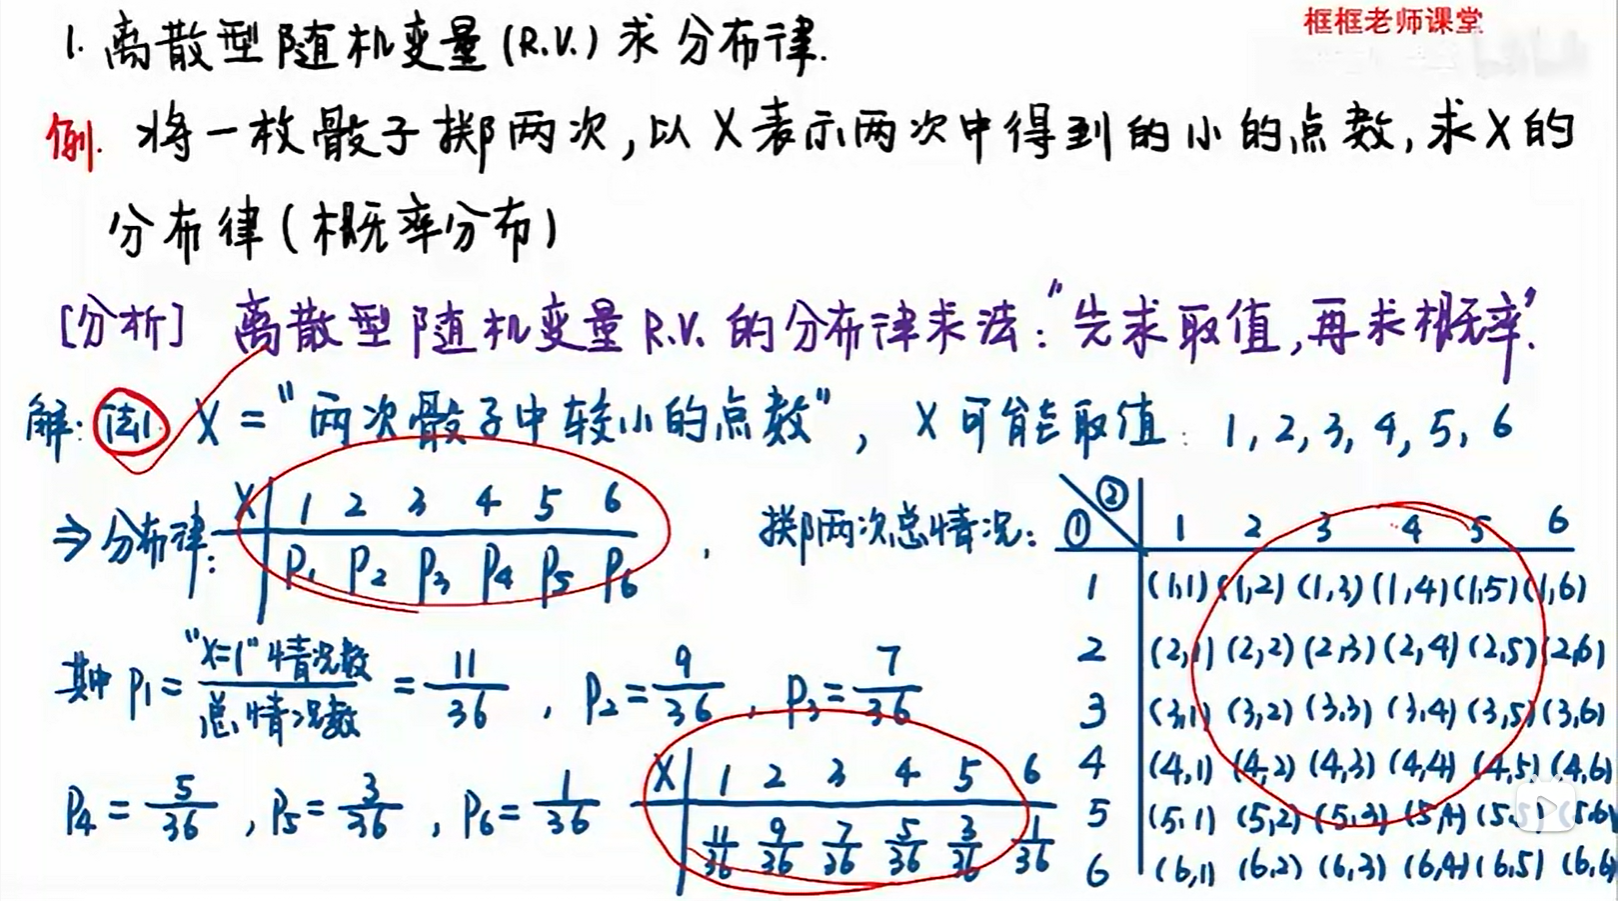 框框老师课堂
1. 离散型随机变量(R.V.)求分布律.
例. 将一枚骰子掷两次,以X表示两次中得到的小的点数,求X的
分布律(概率分布)
[分析] 离散型随机变量R.V.的分布律求法:"先求取值,再求概率".
解: 法1. X="两次骰子中较小的点数", X可能取值: 1, 2, 3, 4, 5, 6
⇒分布律: X 1 2 3 4 5 6
P₁ P₂ P₃ P₄ P₅ P₆ ,
掷两次总情况: ① ② 1 2 3 4 5 6
1 (1,1) (1,2) (1,3) (1,4) (1,5) (1,6)
2 (2,1) (2,2) (2,3) (2,4) (2,5) (2,6)
3 (3,1) (3,2) (3,3) (3,4) (3,5) (3,6)
4 (4,1) (4,2) (4,3) (4,4) (4,5) (4,6)
5 (5,1) (5,2) (5,3) (5,4) (5,5) (5,6)
6 (6,1) (6,2) (6,3) (6,4) (6,5) (6,6)
其中 P₁ = "X=1"情况数/总情况数 = 11/36 , P₂ = 9/36 , P₃ = 7/36
P₄ = 5/36 , P₅ = 3/36 , P₆ = 1/36
X 1 2 3 4 5 6
11/36 9/36 7/36 5/36 3/36 1/36